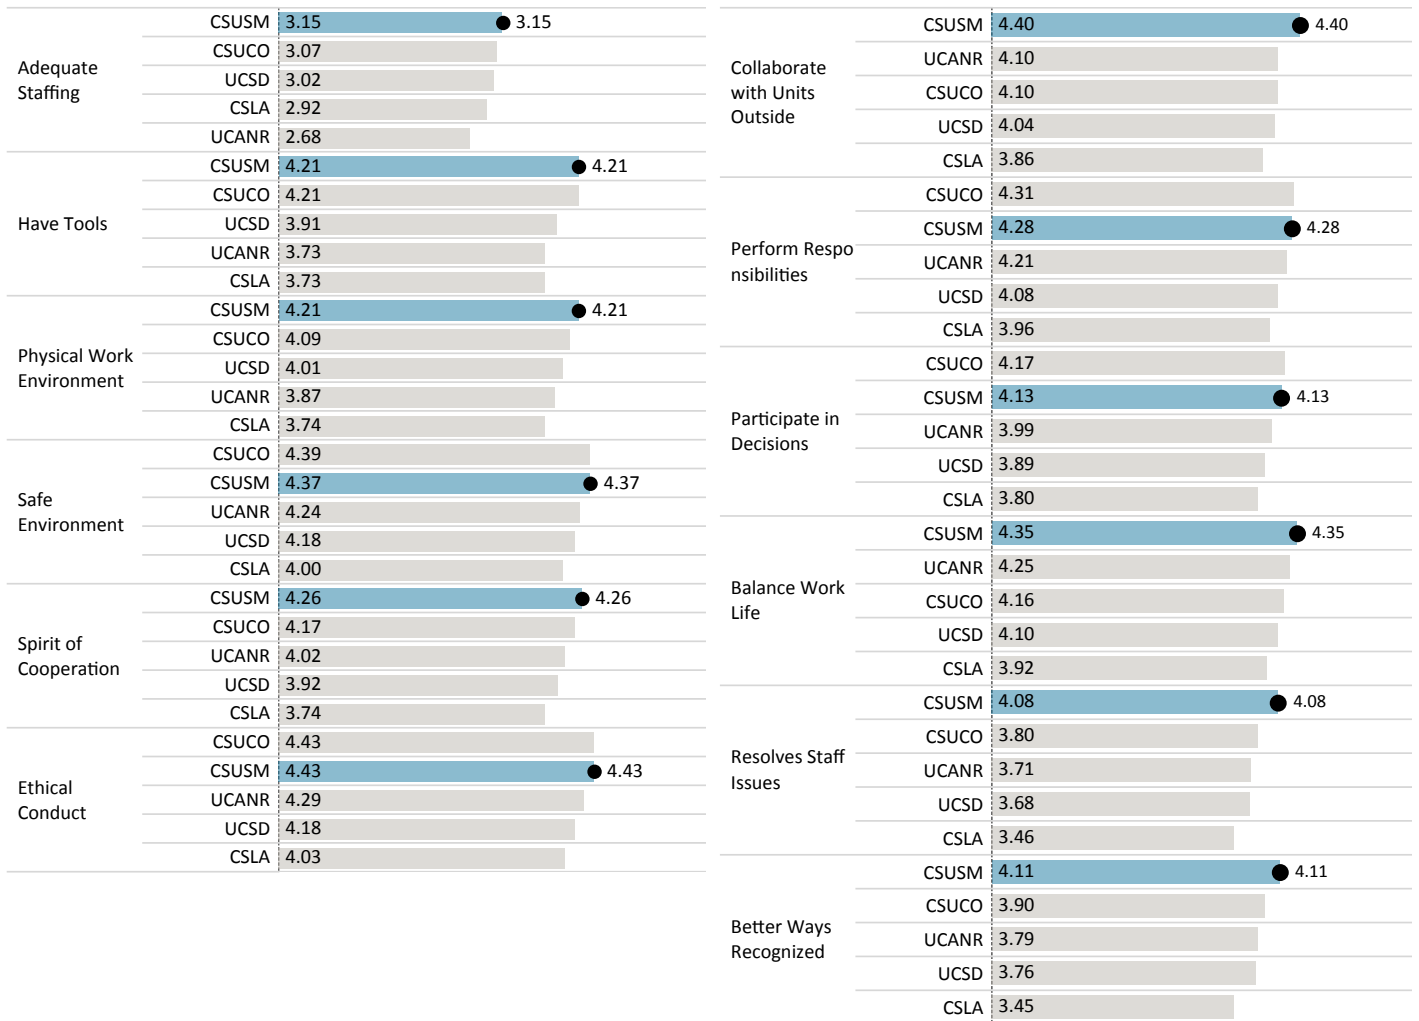 Adequate
Staffing
CSUSM 3.15 3.15
CSUCO 3.07
UCSD 3.02
CSLA 2.92
UCANR 2.68
Have Tools
CSUSM 4.21 4.21
CSUCO 4.21
UCSD 3.91
UCANR 3.73
CSLA 3.73
Physical Work
Environment
CSUSM 4.21 4.21
CSUCO 4.09
UCSD 4.01
UCANR 3.87
CSLA 3.74
Safe
Environment
CSUCO 4.39
CSUSM 4.37 4.37
UCANR 4.24
UCSD 4.18
CSLA 4.00
Spirit of
Cooperation
CSUSM 4.26 4.26
CSUCO 4.17
UCANR 4.02
UCSD 3.92
CSLA 3.74
Ethical
Conduct
CSUCO 4.43
CSUSM 4.43 4.43
UCANR 4.29
UCSD 4.18
CSLA 4.03
Collaborate
with Units
Outside
CSUSM 4.40 4.40
UCANR 4.10
CSUCO 4.10
UCSD 4.04
CSLA 3.86
Perform Respo
nsibilities
CSUCO 4.31
CSUSM 4.28 4.28
UCANR 4.21
UCSD 4.08
CSLA 3.96
Participate in
Decisions
CSUCO 4.17
CSUSM 4.13 4.13
UCANR 3.99
UCSD 3.89
CSLA 3.80
Balance Work
Life
CSUSM 4.35 4.35
UCANR 4.25
CSUCO 4.16
UCSD 4.10
CSLA 3.92
Resolves Staff
Issues
CSUSM 4.08 4.08
CSUCO 3.80
UCANR 3.71
UCSD 3.68
CSLA 3.46
Better Ways
Recognized
CSUSM 4.11 4.11
CSUCO 3.90
UCANR 3.79
UCSD 3.76
CSLA 3.45